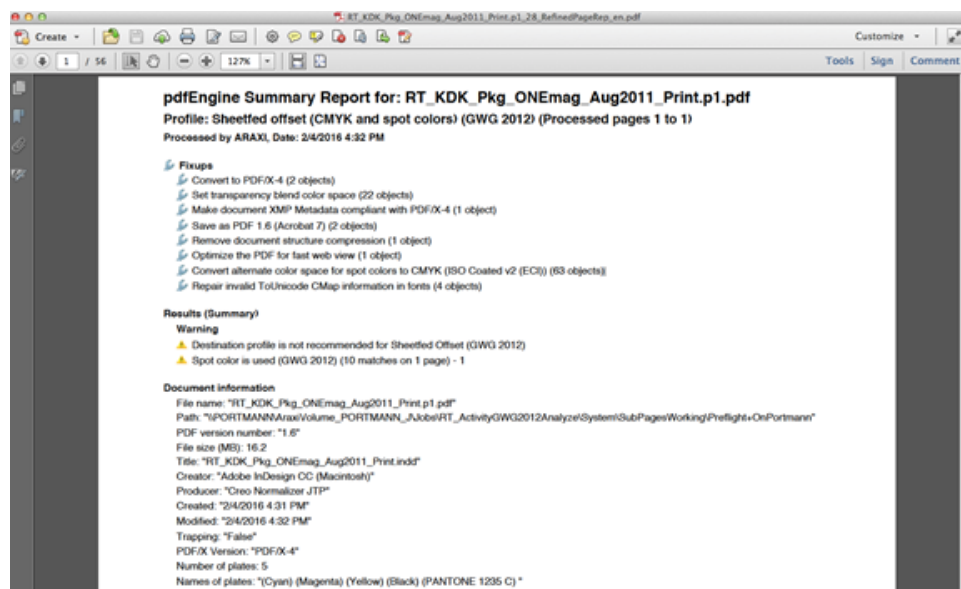 RT_KDK_Pkg_ONEmag_Aug2011_Print.p1_28_RefinedPageRep_en.pdf
Create
Customize
1 / 56 127% Tools Sign Comment
pdfEngine Summary Report for: RT_KDK_Pkg_ONEmag_Aug2011_Print.p1.pdf
Profile: Sheetfed offset (CMYK and spot colors) (GWG 2012) (Processed pages 1 to 1)
Processed by ARAXI, Date: 2/4/2016 4:32 PM
Fixups
Convert to PDF/X-4 (2 objects)
Set transparency blend color space (22 objects)
Make document XMP Metadata compliant with PDF/X-4 (1 object)
Save as PDF 1.6 (Acrobat 7) (2 objects)
Remove document structure compression (1 object)
Optimize the PDF for fast web view (1 object)
Convert alternate color space for spot colors to CMYK (ISO Coated v2 (ECI)) (63 objects)
Repair invalid ToUnicode CMap information in fonts (4 objects)
Results (Summary)
Warning
Destination profile is not recommended for Sheetfed Offset (GWG 2012)
Spot color is used (GWG 2012) (10 matches on 1 page) - 1
Document information
File name: "RT_KDK_Pkg_ONEmag_Aug2011_Print.p1.pdf"
Path: "\\PORTMANN\AraxiVolume_PORTMANN_J\Jobs\RT_ActivityGWG2012Analyze\System\SubPagesWorking\Preflight+OnPortmann"
PDF version number: "1.6"
File size (MB): 16.2
Title: "RT_KDK_Pkg_ONEmag_Aug2011_Print.indd"
Creator: "Adobe InDesign CC (Macintosh)"
Producer: "Creo Normalizer JTP"
Created: "2/4/2016 4:31 PM"
Modified: "2/4/2016 4:32 PM"
Trapping: "False"
PDF/X Version: "PDF/X-4"
Number of plates: 5
Names of plates: "(Cyan) (Magenta) (Yellow) (Black) (PANTONE 1235 C) "